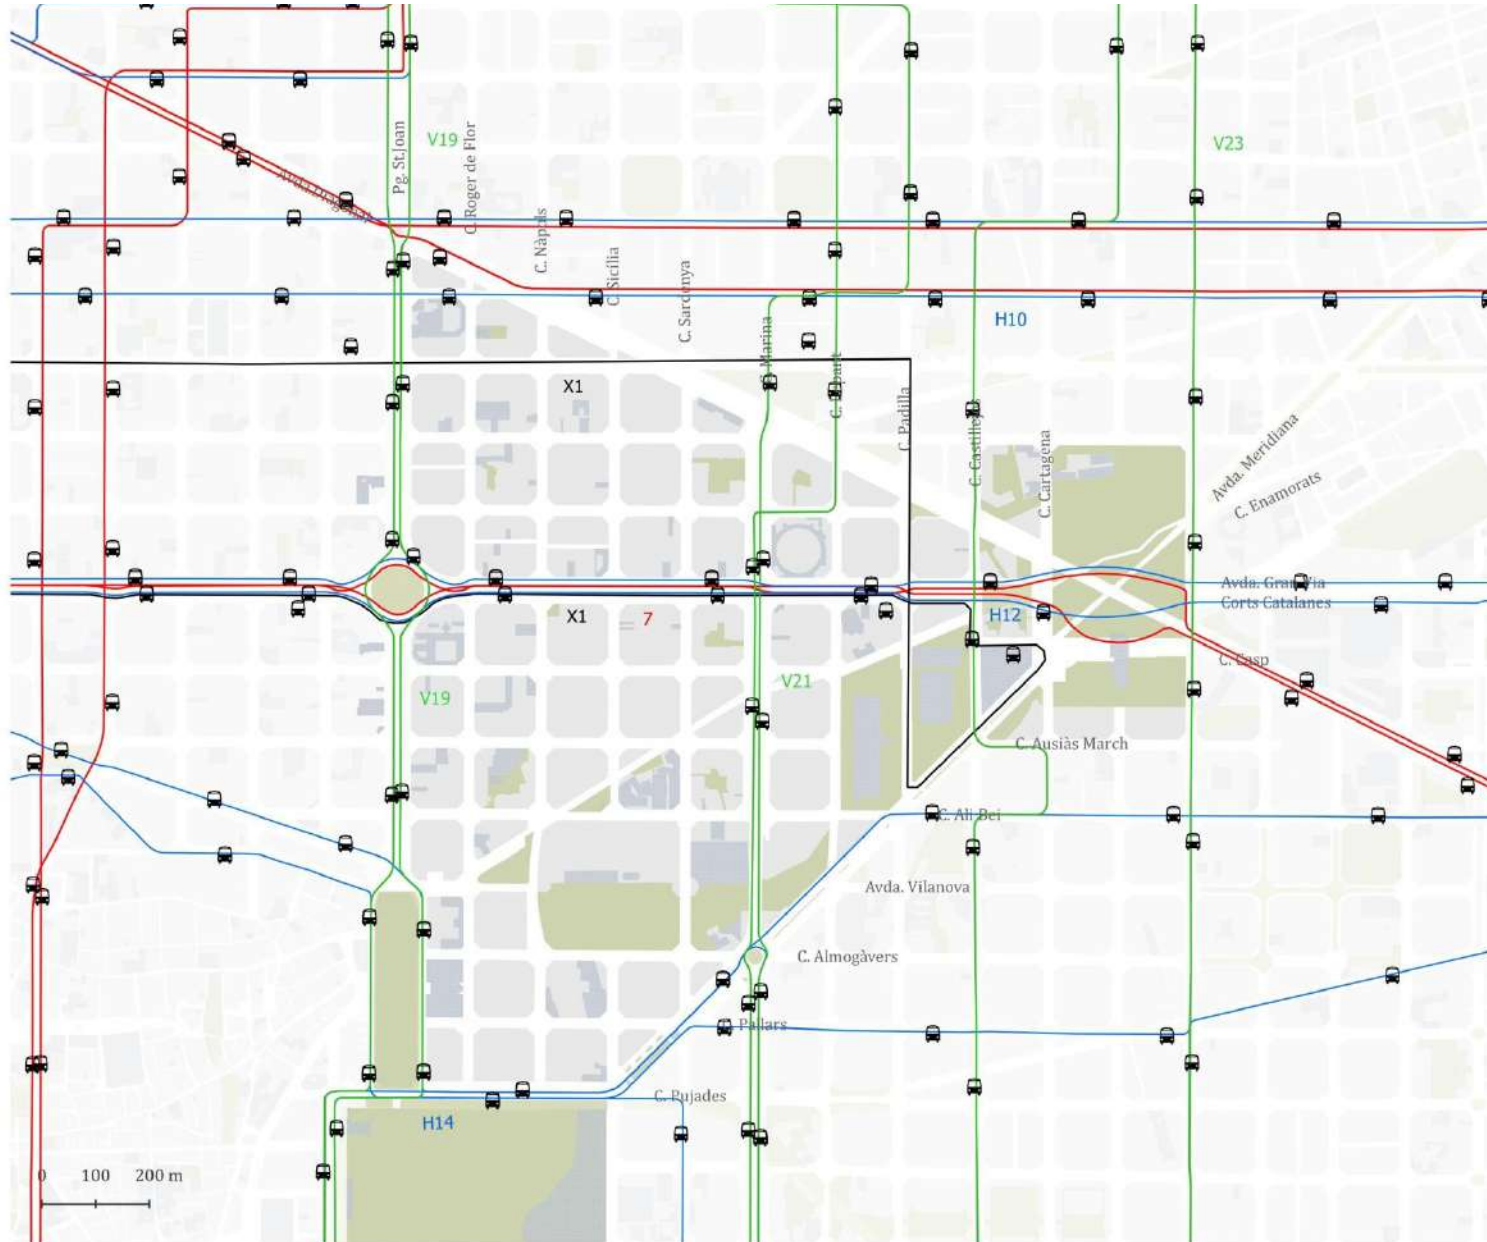 V19
V23
Pg. St.Joan
C. Roger de Flor
C. Nàpols
C. Sicília
C. Sardenya
H10
C. Marina
X1
C. Padilla
C. Castillejos
C. Cartagena
Avda. Meridiana
C. Enamorats
Avda. Gran Via
Corts Catalanes
X1
7
H12
C. Casp
V19
V21
C. Ausiàs March
C. Ali Bei
Avda. Vilanova
C. Almogàvers
Pallars
C. Pujades
H14
0 100 200 m